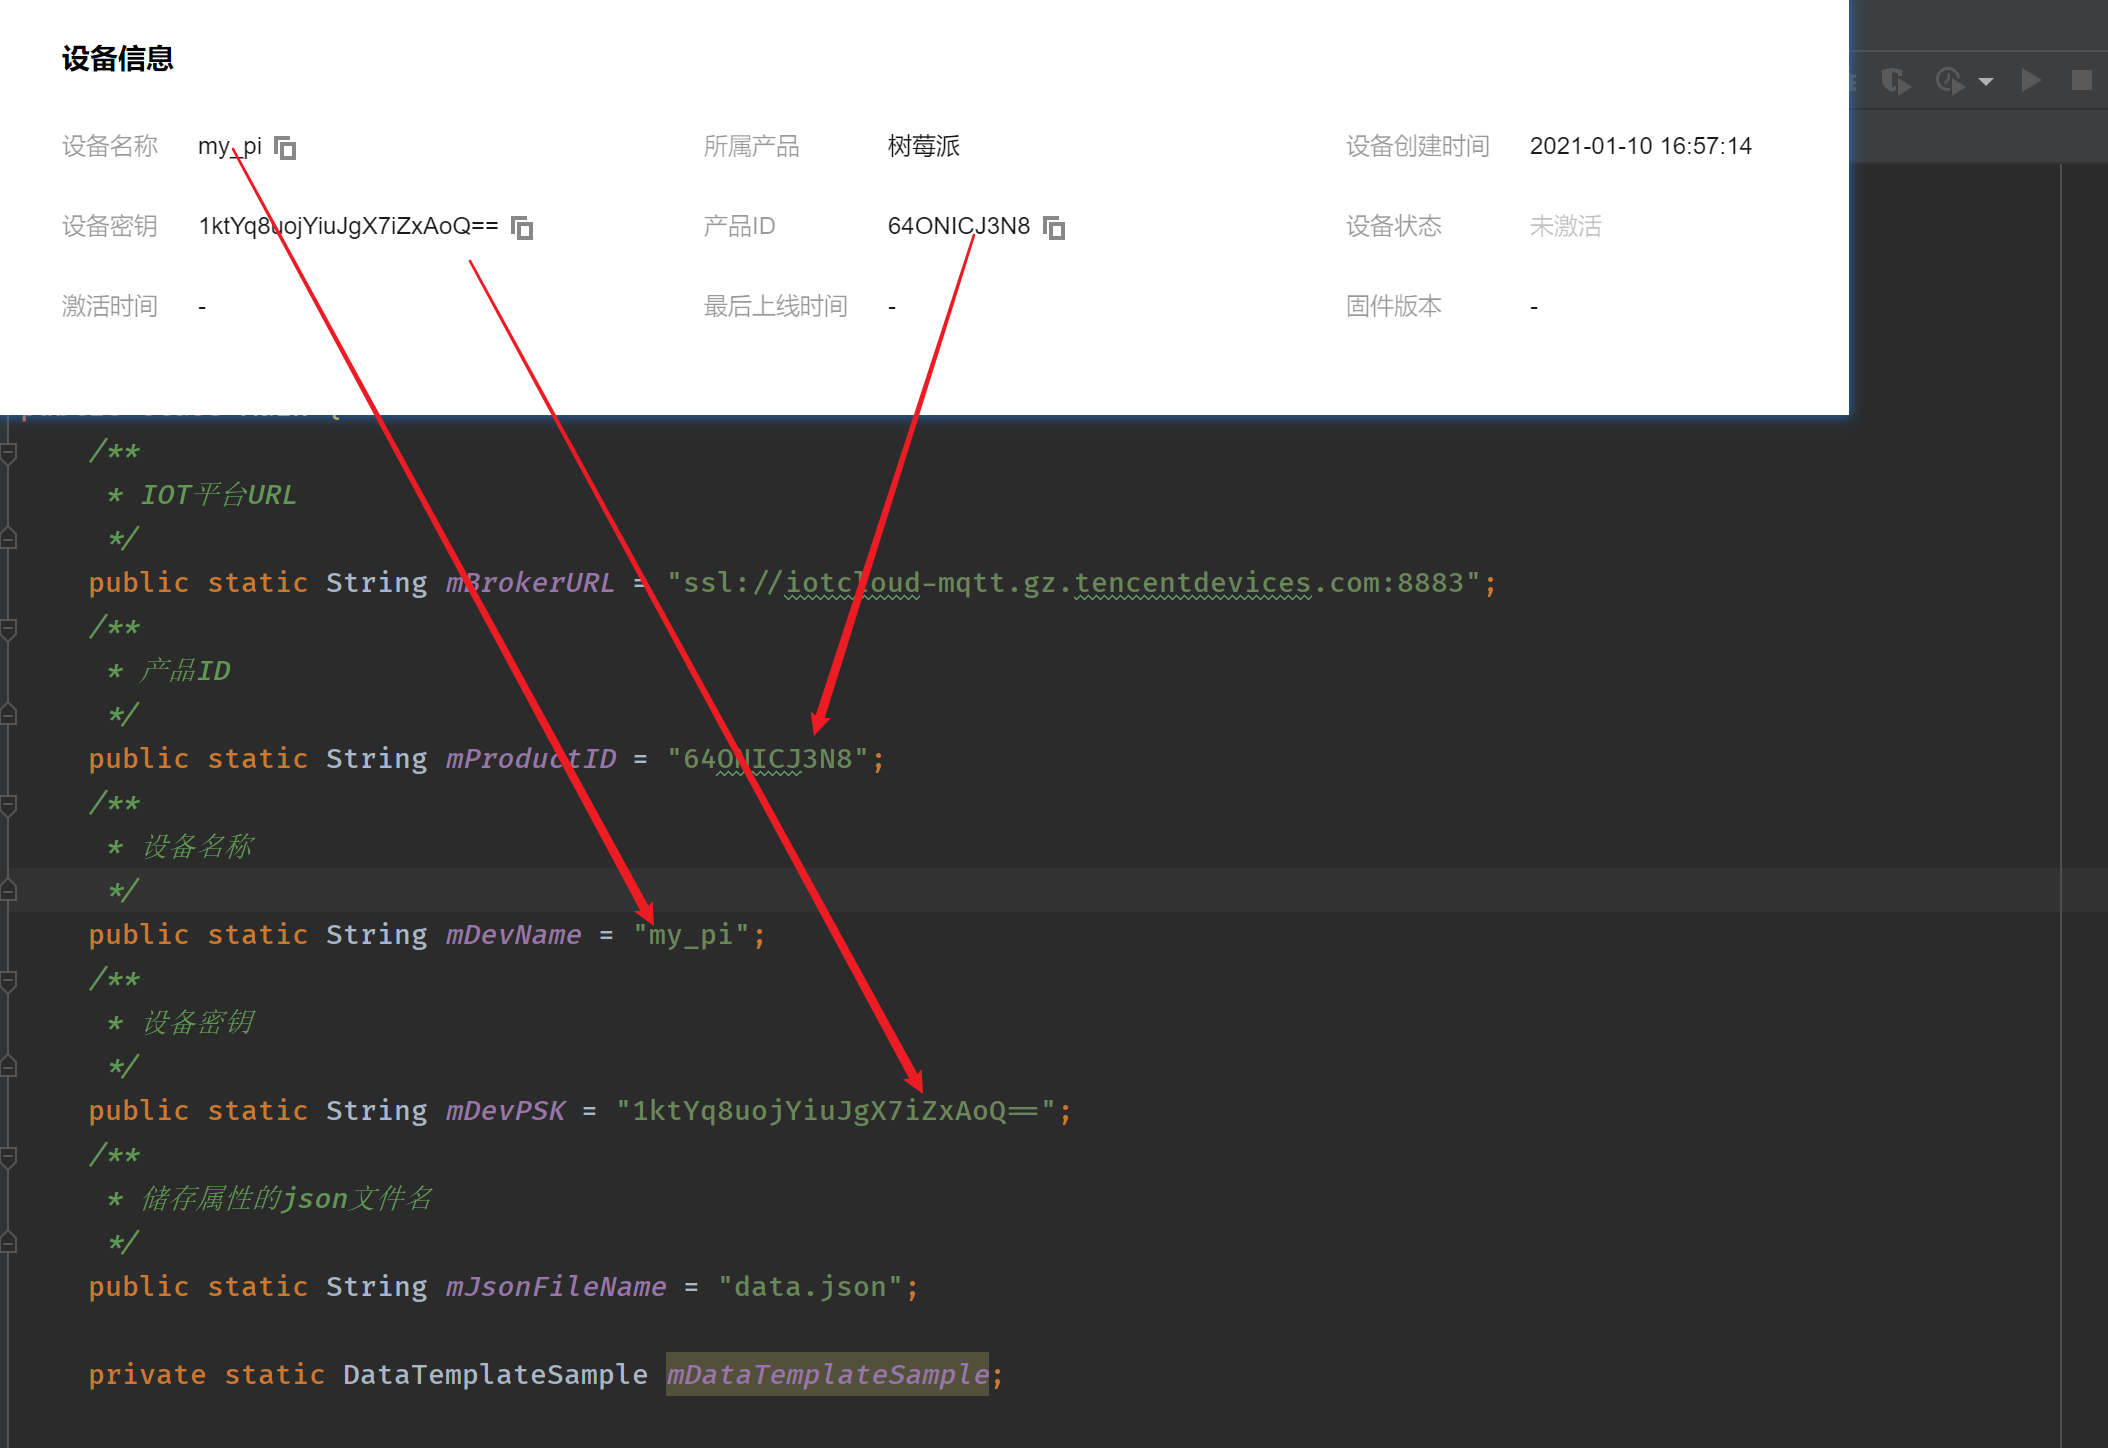 设备信息
设备名称 my_pi 所属产品 树莓派 设备创建时间 2021-01-10 16:57:14
设备密钥 1ktYq8uojYiuJgX7iZxAoQ== 产品ID 64ONICJ3N8 设备状态 未激活
激活时间 - 最后上线时间 - 固件版本 -
/**
* IOT平台URL
*/
public static String mBrokerURL = "ssl://iotcloud-mqtt.gz.tencentdevices.com:8883";
/**
* 产品ID
*/
public static String mProductID = "64ONICJ3N8";
/**
* 设备名称
*/
public static String mDevName = "my_pi";
/**
* 设备密钥
*/
public static String mDevPSK = "1ktYq8uojYiuJgX7iZxAoQ==";
/**
* 储存属性的json文件名
*/
public static String mJsonFileName = "data.json";
private static DataTemplateSample mDataTemplateSample;